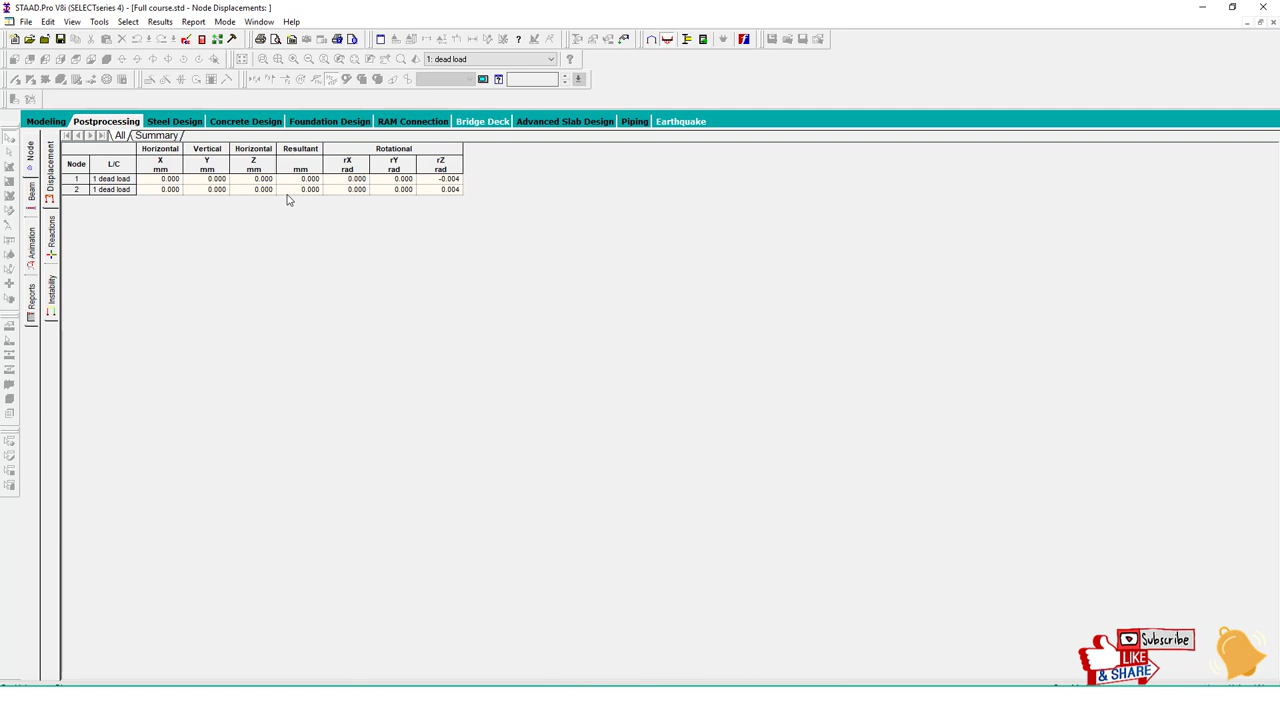 STAAD.Pro V8i (SELECTseries 4) - [Full course.std - Node Displacements: ]
File Edit View Tools Select Results Report Mode Window Help
1: dead load
Modeling Postprocessing Steel Design Concrete Design Foundation Design RAM Connection Bridge Deck Advanced Slab Design Piping Earthquake
All Summary
Node
Beam
Animation
Reports
Displacement
Reactions
Instability
Horizontal Vertical Horizontal Resultant Rotational
Node L/C X mm Y mm Z mm mm rX rad rY rad rZ rad
1 1 dead load 0.000 0.000 0.000 0.000 0.000 0.000 -0.004
2 1 dead load 0.000 0.000 0.000 0.000 0.000 0.000 0.004
Subscribe
LIKE
& SHARE